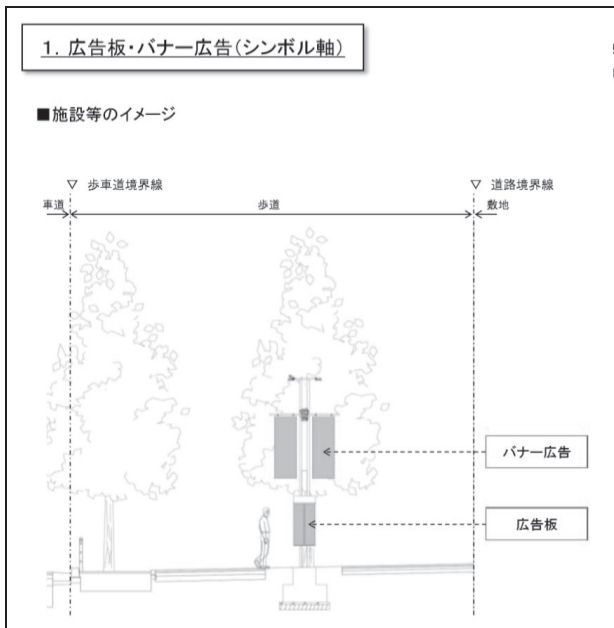 1．広告板・バナー広告（シンボル軸）
■施設等のイメージ
▽ 歩車道境界線
▽ 道路境界線
車道
歩道
敷地
バナー広告
広告板